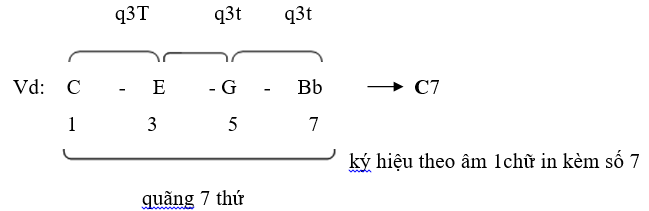 q3T q3t q3t
Vd: C - E - G - Bb → C7
1 3 5 7
ký hiệu theo âm 1chữ in kèm số 7
quãng 7 thứ